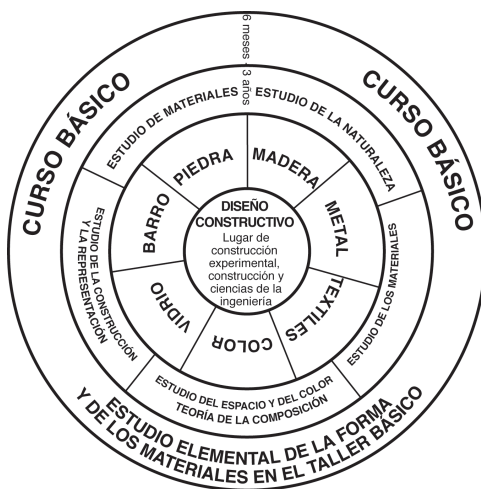 6 meses - 3 años
CURSO BÁSICO
CURSO BÁSICO
ESTUDIO DE MATERIALES
ESTUDIO DE LA NATURALEZA
ESTUDIO DE LOS MATERIALES
ESTUDIO DEL ESPACIO Y DEL COLOR
TEORÍA DE LA COMPOSICIÓN
ESTUDIO DE LA CONSTRUCCIÓN
Y LA REPRESENTACIÓN
PIEDRA
MADERA
METAL
TEXTILES
COLOR
VIDRIO
BARRO
DISEÑO
CONSTRUCTIVO
Lugar de
construcción
experimental,
construcción y
ciencias de la
ingeniería
ESTUDIO ELEMENTAL DE LA FORMA
Y DE LOS MATERIALES EN EL TALLER BÁSICO